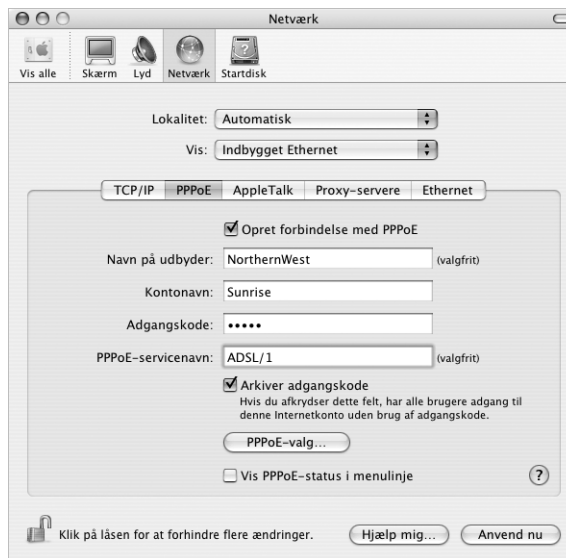 Netværk
Vis alle Skærm Lyd Netværk Startdisk
Lokalitet: Automatisk
Vis: Indbygget Ethernet
TCP/IP PPPoE AppleTalk Proxy-servere Ethernet
Opret forbindelse med PPPoE
Navn på udbyder: NorthernWest (valgfrit)
Kontonavn: Sunrise
Adgangskode: •••••
PPPoE-servicenavn: ADSL/1 (valgfrit)
Arkiver adgangskode
Hvis du afkrydser dette felt, har alle brugere adgang til
denne Internetkonto uden brug af adgangskode.
PPPoE-valg...
Vis PPPoE-status i menulinje ?
Klik på låsen for at forhindre flere ændringer. Hjælp mig... Anvend nu